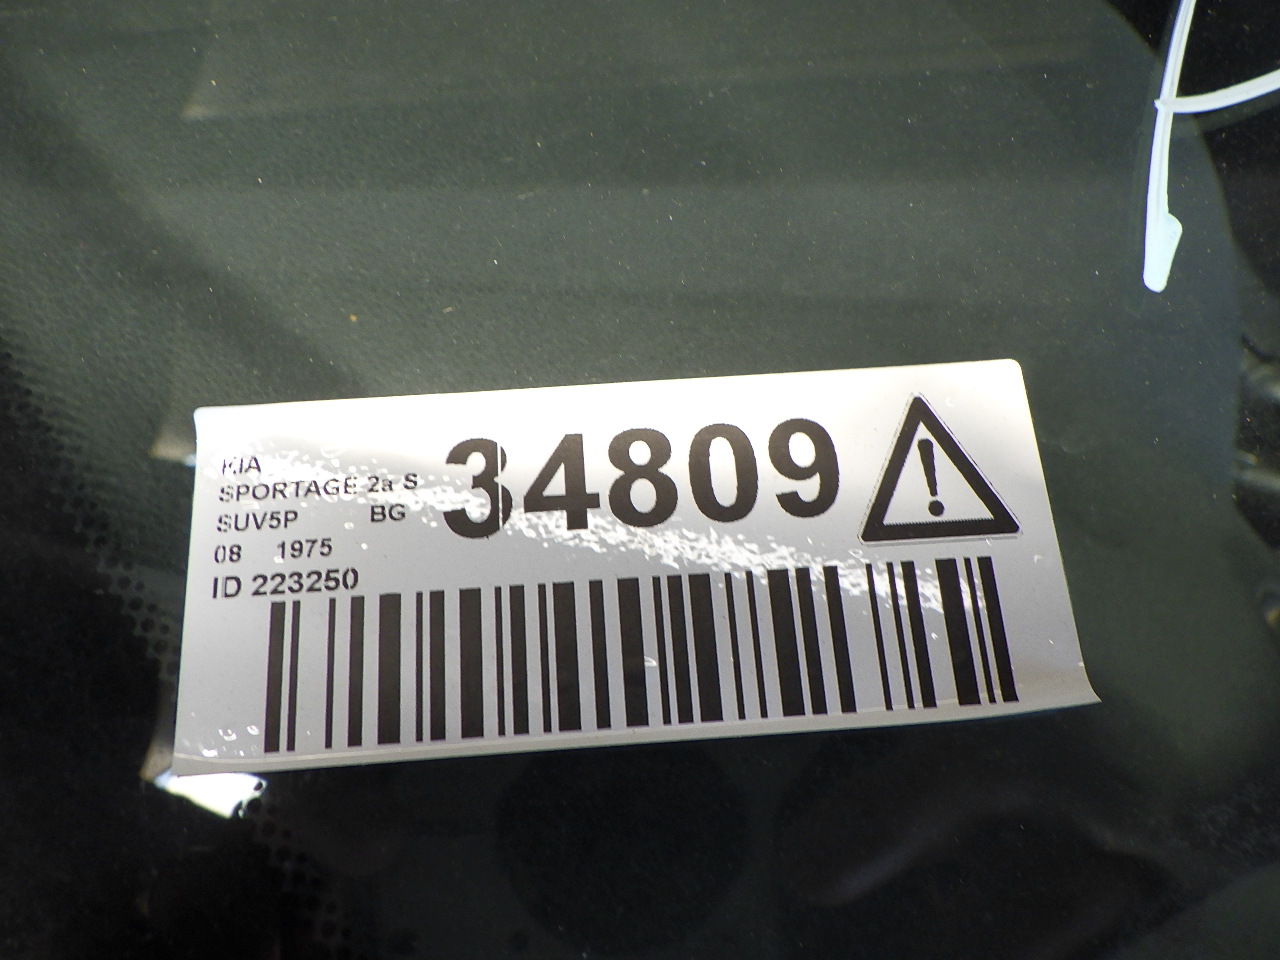 KIA
SPORTAGE 2a S
SUV5P BG
08 1975
ID 223250
34809